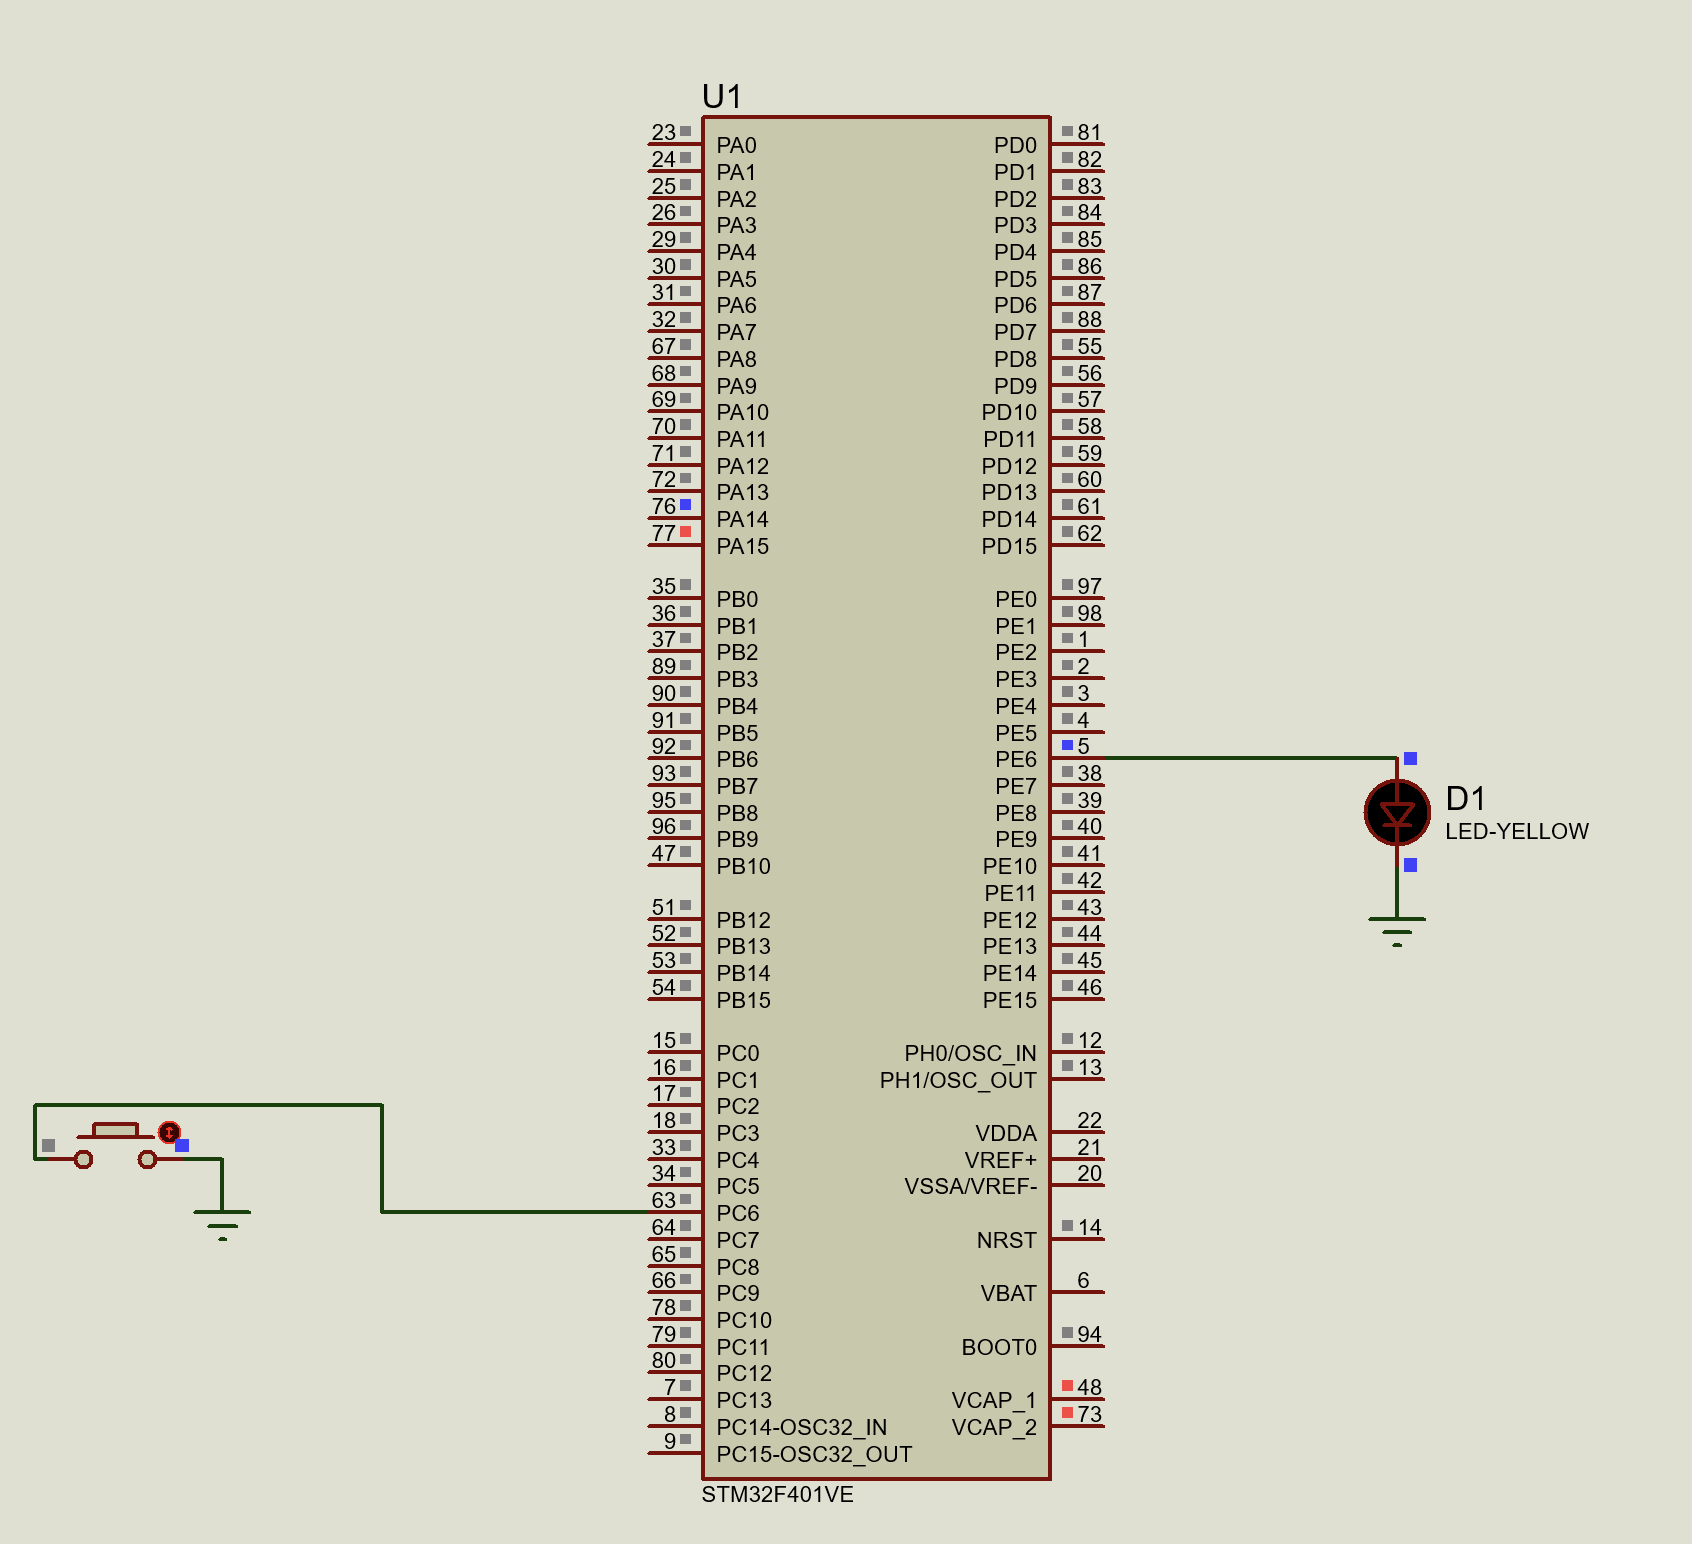 U1
23 PA0 PD0 81
24 PA1 PD1 82
25 PA2 PD2 83
26 PA3 PD3 84
29 PA4 PD4 85
30 PA5 PD5 86
31 PA6 PD6 87
32 PA7 PD7 88
67 PA8 PD8 55
68 PA9 PD9 56
69 PA10 PD10 57
70 PA11 PD11 58
71 PA12 PD12 59
72 PA13 PD13 60
76 PA14 PD14 61
77 PA15 PD15 62
35 PB0 PE0 97
36 PB1 PE1 98
37 PB2 PE2 1
89 PB3 PE3 2
90 PB4 PE4 3
91 PB5 PE5 4
92 PB6 PE6 5
93 PB7 PE7 38
95 PB8 PE8 39
96 PB9 PE9 40
47 PB10 PE10 41
PE11 42
51 PB12 PE12 43
52 PB13 PE13 44
53 PB14 PE14 45
54 PB15 PE15 46
15 PC0 PH0/OSC_IN 12
16 PC1 PH1/OSC_OUT 13
17 PC2
18 PC3 VDDA 22
33 PC4 VREF+ 21
34 PC5 VSSA/VREF- 20
63 PC6
64 PC7 NRST 14
65 PC8
66 PC9 VBAT 6
78 PC10
79 PC11 BOOT0 94
80 PC12
7 PC13 VCAP_1 48
8 PC14-OSC32_IN VCAP_2 73
9 PC15-OSC32_OUT
STM32F401VE
D1
LED-YELLOW